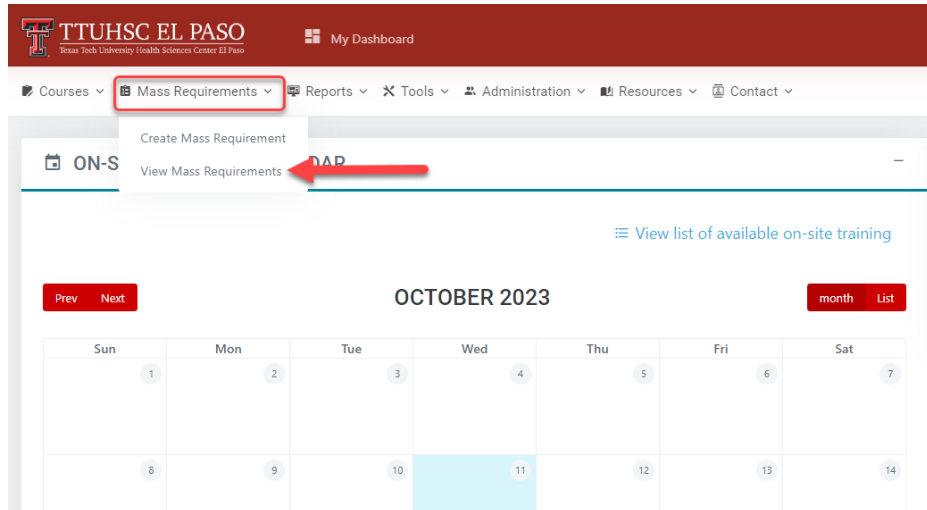 TTUHSC EL PASO
Texas Tech University Health Sciences Center El Paso
My Dashboard
Courses Mass Requirements Reports Tools Administration Resources Contact
Create Mass Requirement
View Mass Requirements
ON-S DAR
View list of available on-site training
Prev Next
OCTOBER 2023
month List
Sun Mon Tue Wed Thu Fri Sat
1 2 3 4 5 6 7
8 9 10 11 12 13 14